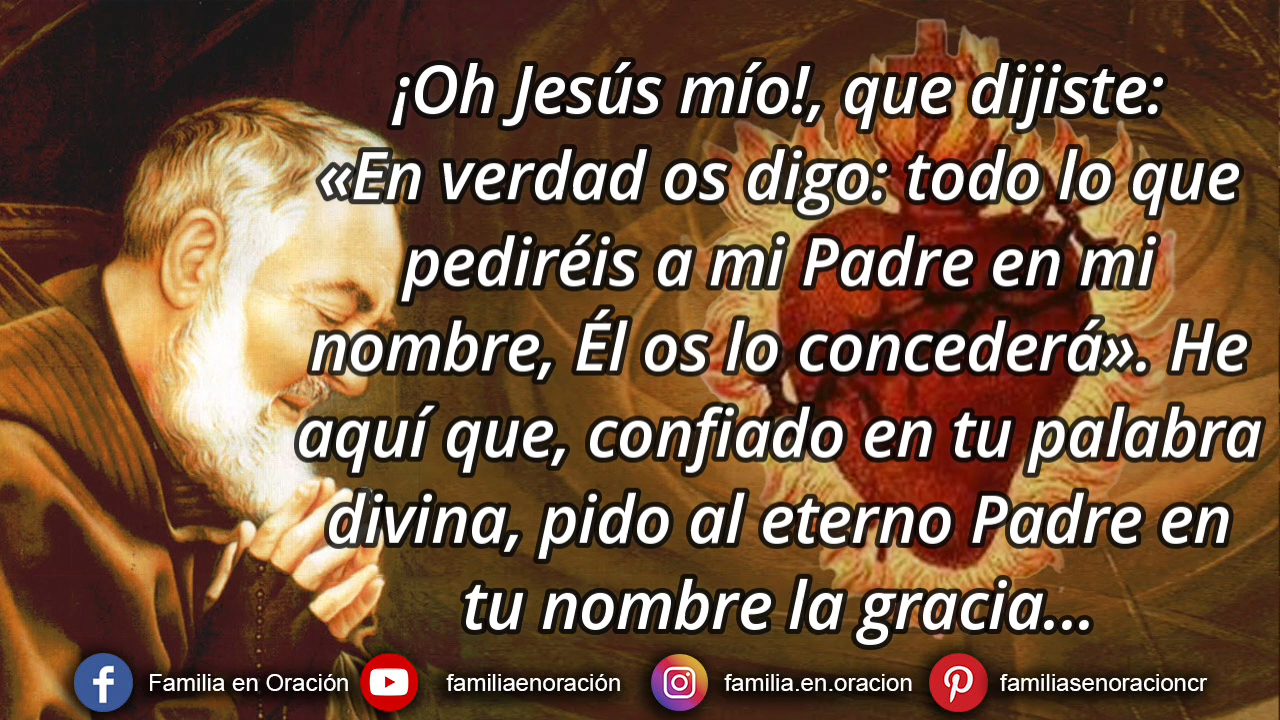 ¡Oh Jesús mío!, que dijiste:
«En verdad os digo: todo lo que
pediréis a mi Padre en mi
nombre, Él os lo concederá». He
aquí que, confiado en tu palabra
divina, pido al eterno Padre en
tu nombre la gracia...
Familia en Oración familiaenoración familia.en.oracion familiasenoracioncr